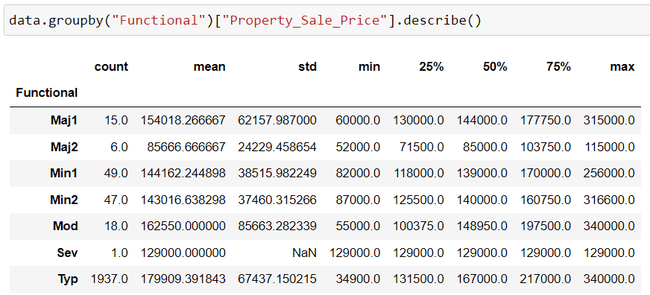 data.groupby("Functional")["Property_Sale_Price"].describe()
count mean std min 25% 50% 75% max
Functional
Maj1 15.0 154018.266667 62157.987000 60000.0 130000.0 144000.0 177750.0 315000.0
Maj2 6.0 85666.666667 24229.458654 52000.0 71500.0 85000.0 103750.0 115000.0
Min1 49.0 144162.244898 38515.982249 82000.0 118000.0 139000.0 170000.0 256000.0
Min2 47.0 143016.638298 37460.315266 87000.0 125500.0 140000.0 160750.0 316600.0
Mod 18.0 162550.000000 85663.282339 55000.0 100375.0 148950.0 197500.0 340000.0
Sev 1.0 129000.000000 NaN 129000.0 129000.0 129000.0 129000.0 129000.0
Typ 1937.0 179909.391843 67437.150215 34900.0 131500.0 167000.0 217000.0 340000.0